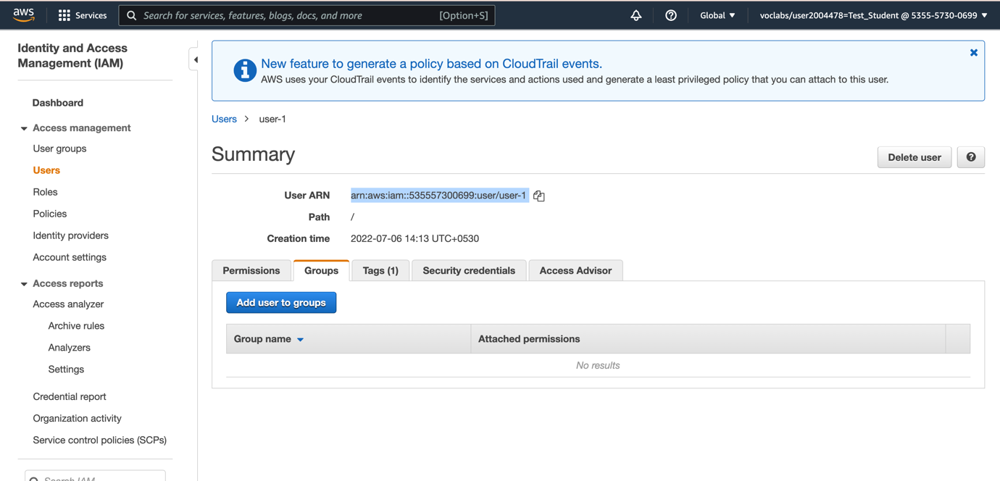 aws Services Search for services, features, blogs, docs, and more [Option+S] Global voclabs/user2004478=Test_Student @ 5355-5730-0699
Identity and Access
Management (IAM)
Dashboard
Access management
User groups
Users
Roles
Policies
Identity providers
Account settings
Access reports
Access analyzer
Archive rules
Analyzers
Settings
Credential report
Organization activity
Service control policies (SCPs)
Search IAM
New feature to generate a policy based on CloudTrail events.
AWS uses your CloudTrail events to identify the services and actions used and generate a least privileged policy that you can attach to this user.
Users > user-1
Summary
Delete user
User ARN arn:aws:iam::535557300699:user/user-1
Path /
Creation time 2022-07-06 14:13 UTC+0530
Permissions Groups Tags (1) Security credentials Access Advisor
Add user to groups
Group name Attached permissions
No results